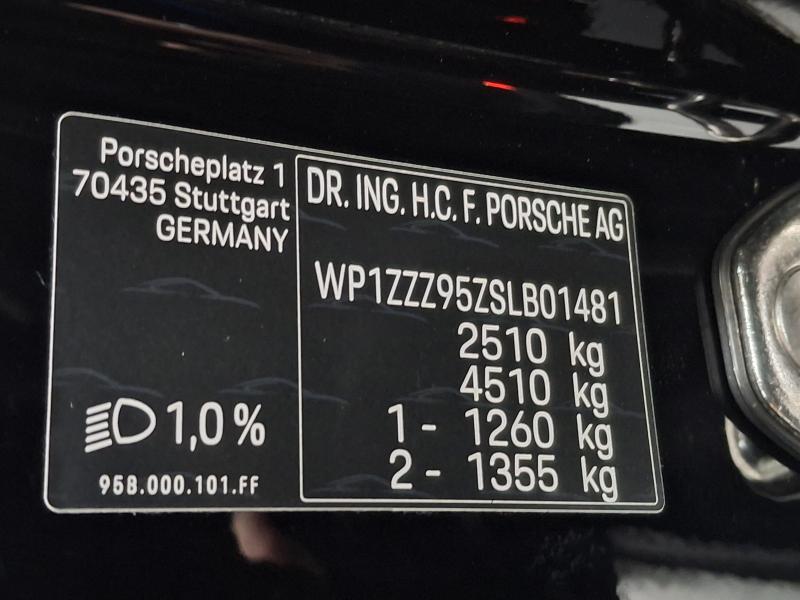 Porscheplatz 1
70435 Stuttgart
GERMANY
1,0 %
958.000.101.FF
DR. ING. H.C. F. PORSCHE AG
WP1ZZZ95ZSLB01481
2510 kg
4510 kg
1 - 1260 kg
2 - 1355 kg